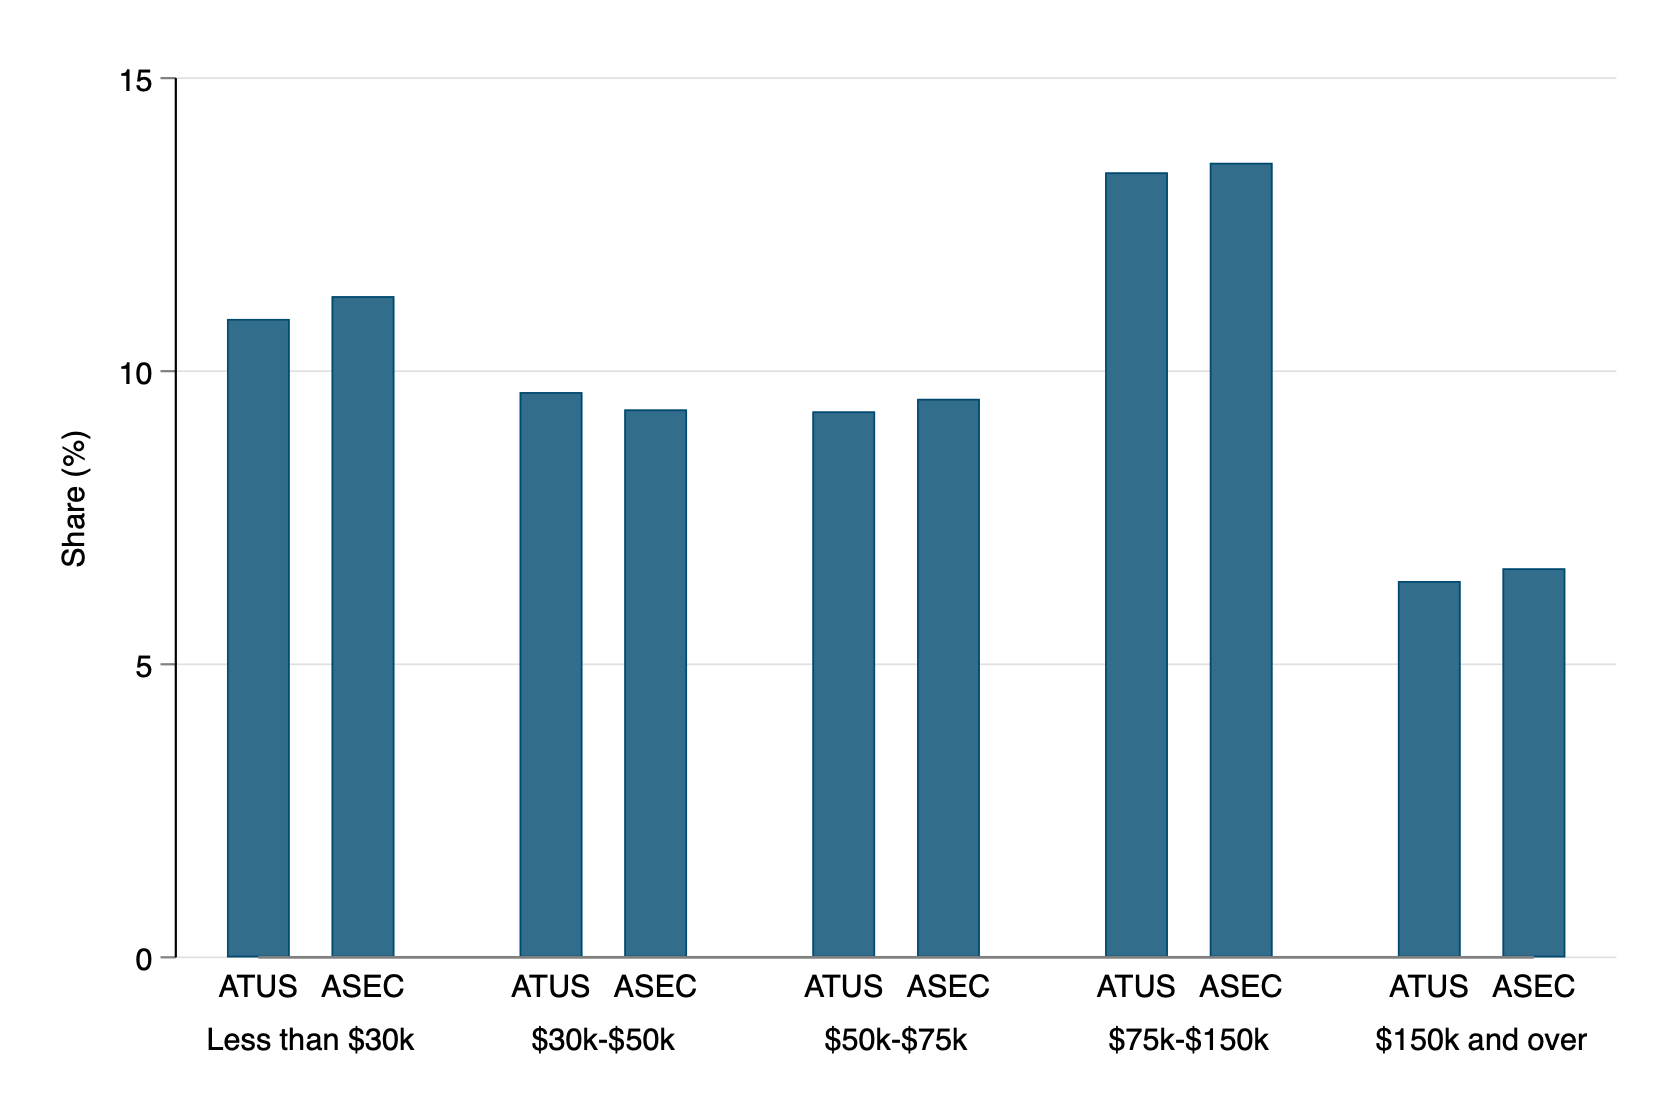 15
10
5
0
Share (%)
ATUS ASEC ATUS ASEC ATUS ASEC ATUS ASEC ATUS ASEC
Less than $30k $30k-$50k $50k-$75k $75k-$150k $150k and over